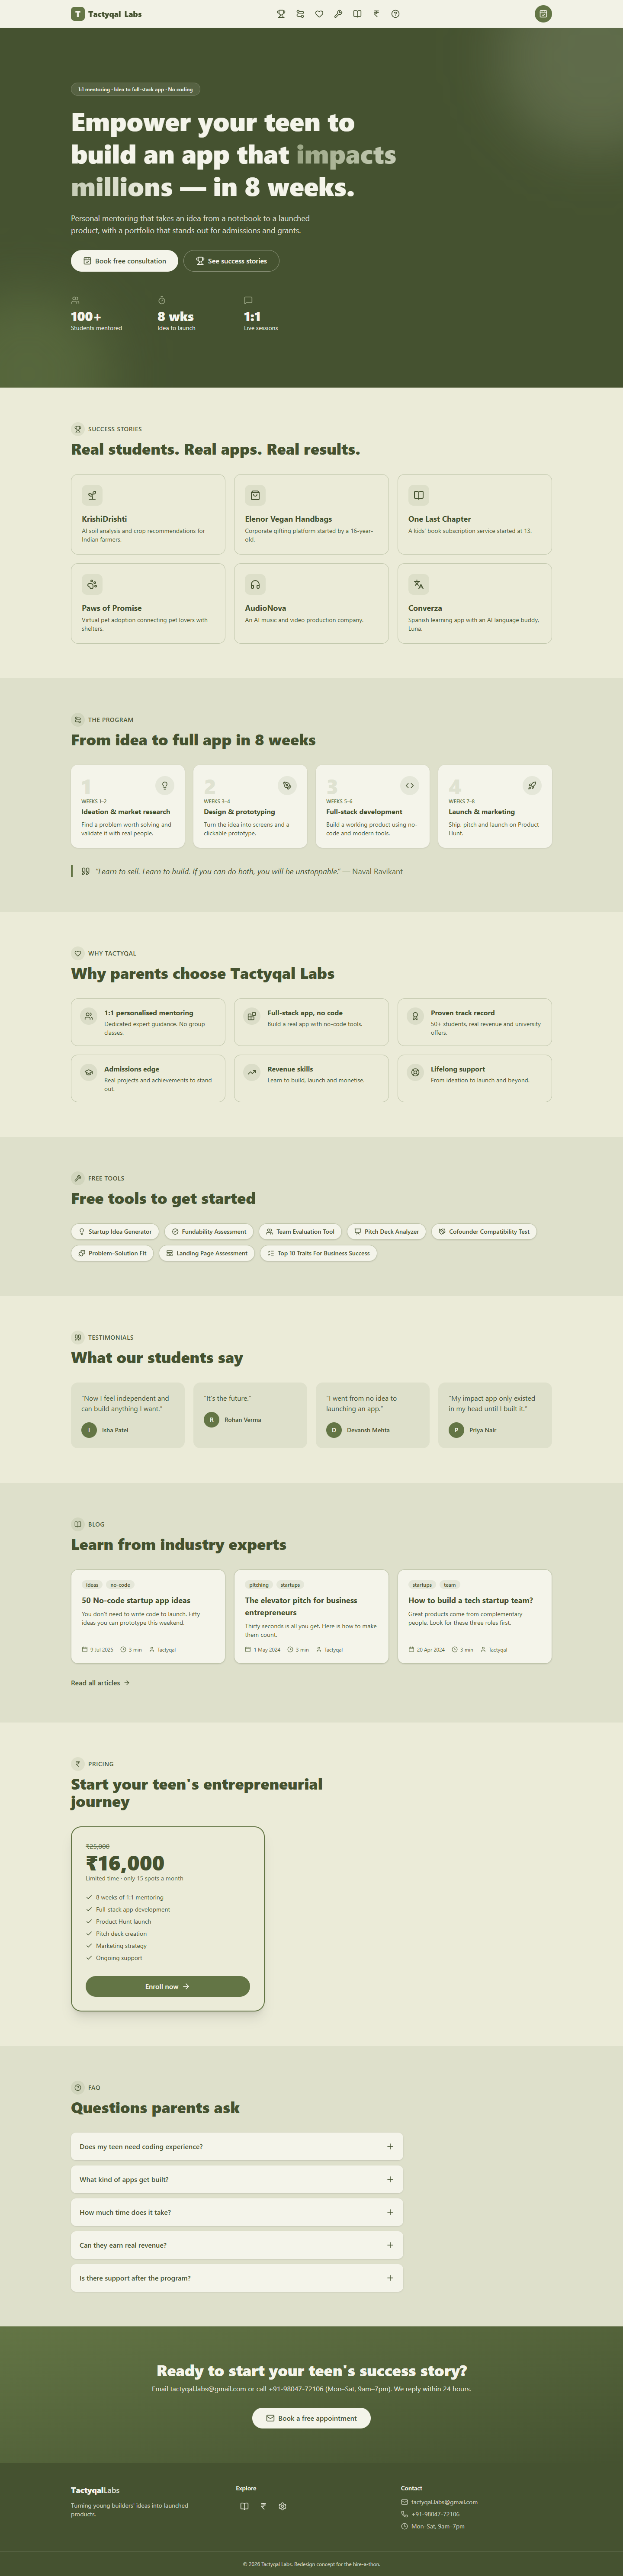 T Tactyqal Labs
1:1 mentoring · Idea to full-stack app · No coding
Empower your teen to
build an app that impacts
millions — in 8 weeks.
Personal mentoring that takes an idea from a notebook to a launched
product, with a portfolio that stands out for admissions and grants.
Book free consultation
See success stories
100+
Students mentored
8 wks
Idea to launch
1:1
Live sessions
SUCCESS STORIES
Real students. Real apps. Real results.
KrishiDrishti
AI soil analysis and crop recommendations for
Indian farmers.
Elenor Vegan Handbags
Corporate gifting platform started by a 16-year-
old.
One Last Chapter
A kids' book subscription service started at 13.
Paws of Promise
Virtual pet adoption connecting pet lovers with
shelters.
AudioNova
An AI music and video production company.
Converza
Spanish learning app with an AI language buddy,
Luna.
THE PROGRAM
From idea to full app in 8 weeks
1
WEEKS 1–2
Ideation & market research
Find a problem worth solving and
validate it with real people.
2
WEEKS 3–4
Design & prototyping
Turn the idea into screens and a
clickable prototype.
3
WEEKS 5–6
Full-stack development
Build a working product using no-
code and modern tools.
4
WEEKS 7–8
Launch & marketing
Ship, pitch and launch on Product
Hunt.
"Learn to sell. Learn to build. If you can do both, you will be unstoppable." — Naval Ravikant
WHY TACTYQAL
Why parents choose Tactyqal Labs
1:1 personalised mentoring
Dedicated expert guidance. No group
classes.
Full-stack app, no code
Build a real app with no-code tools.
Proven track record
50+ students, real revenue and university
offers.
Admissions edge
Real projects and achievements to stand
out.
Revenue skills
Learn to build, launch and monetise.
Lifelong support
From ideation to launch and beyond.
FREE TOOLS
Free tools to get started
Startup Idea Generator
Fundability Assessment
Team Evaluation Tool
Pitch Deck Analyzer
Cofounder Compatibility Test
Problem–Solution Fit
Landing Page Assessment
Top 10 Traits For Business Success
TESTIMONIALS
What our students say
"Now I feel independent and
can build anything I want."
I Isha Patel
"It's the future."
R Rohan Verma
"I went from no idea to
launching an app."
D Devansh Mehta
"My impact app only existed
in my head until I built it."
P Priya Nair
BLOG
Learn from industry experts
ideas no-code
50 No-code startup app ideas
You don't need to write code to launch. Fifty
ideas you can prototype this weekend.
9 Jul 2025 3 min Tactyqal
pitching startups
The elevator pitch for business
entrepreneurs
Thirty seconds is all you get. Here is how to make
them count.
1 May 2024 3 min Tactyqal
startups team
How to build a tech startup team?
Great products come from complementary
people. Look for these three roles first.
20 Apr 2024 3 min Tactyqal
Read all articles
₹ PRICING
Start your teen's entrepreneurial
journey
₹25,000
₹16,000
Limited time · only 15 spots a month
8 weeks of 1:1 mentoring
Full-stack app development
Product Hunt launch
Pitch deck creation
Marketing strategy
Ongoing support
Enroll now
FAQ
Questions parents ask
Does my teen need coding experience?
What kind of apps get built?
How much time does it take?
Can they earn real revenue?
Is there support after the program?
Ready to start your teen's success story?
Email tactyqal.labs@gmail.com or call +91-98047-72106 (Mon–Sat, 9am–7pm). We reply within 24 hours.
Book a free appointment
TactyqalLabs
Turning young builders' ideas into launched
products.
Explore
Contact
tactyqal.labs@gmail.com
+91-98047-72106
Mon–Sat, 9am–7pm
© 2026 Tactyqal Labs. Redesign concept for the hire-a-thon.